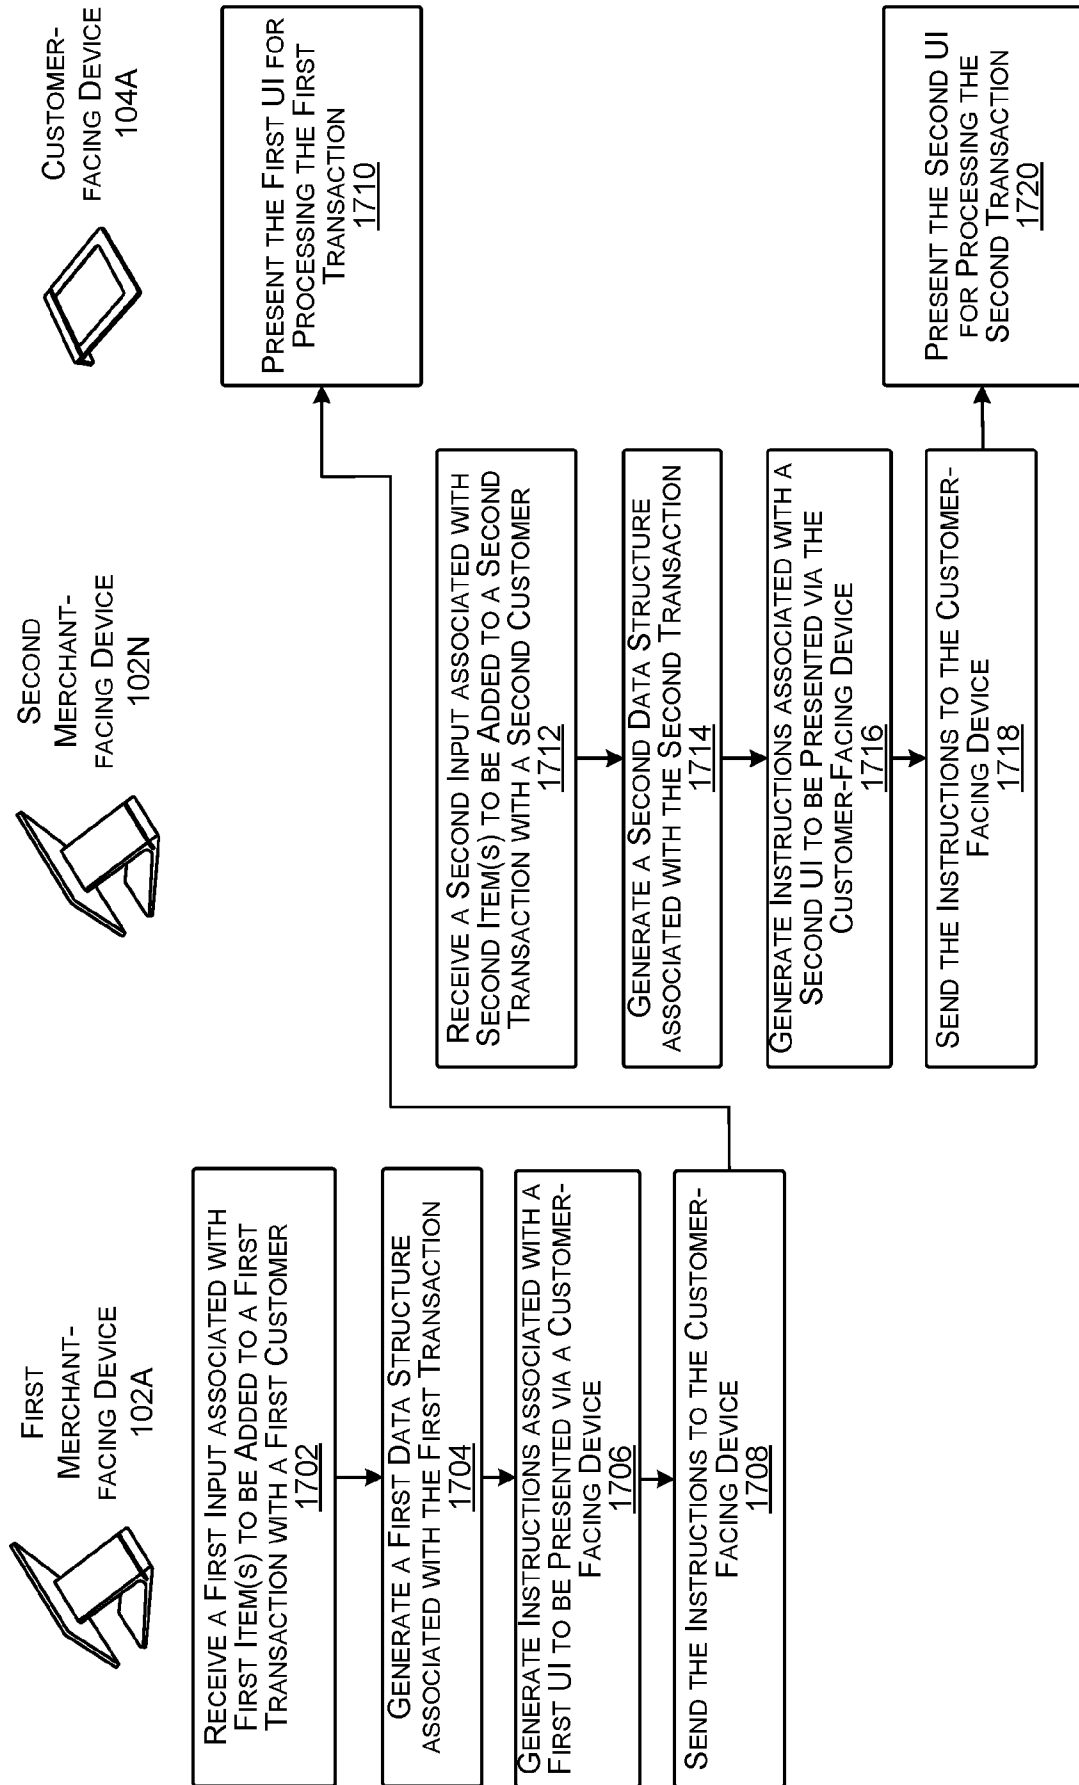 FIRST
MERCHANT-
FACING DEVICE
102A
SECOND
MERCHANT-
FACING DEVICE
102N
CUSTOMER-
FACING DEVICE
104A
RECEIVE A FIRST INPUT ASSOCIATED WITH
FIRST ITEM(S) TO BE ADDED TO A FIRST
TRANSACTION WITH A FIRST CUSTOMER
1702
GENERATE A FIRST DATA STRUCTURE
ASSOCIATED WITH THE FIRST TRANSACTION
1704
GENERATE INSTRUCTIONS ASSOCIATED WITH A
FIRST UI TO BE PRESENTED VIA A CUSTOMER-
FACING DEVICE
1706
SEND THE INSTRUCTIONS TO THE CUSTOMER-
FACING DEVICE
1708
PRESENT THE FIRST UI FOR
PROCESSING THE FIRST
TRANSACTION
1710
RECEIVE A SECOND INPUT ASSOCIATED WITH
SECOND ITEM(S) TO BE ADDED TO A SECOND
TRANSACTION WITH A SECOND CUSTOMER
1712
GENERATE A SECOND DATA STRUCTURE
ASSOCIATED WITH THE SECOND TRANSACTION
1714
GENERATE INSTRUCTIONS ASSOCIATED WITH A
SECOND UI TO BE PRESENTED VIA THE
CUSTOMER-FACING DEVICE
1716
SEND THE INSTRUCTIONS TO THE CUSTOMER-
FACING DEVICE
1718
PRESENT THE SECOND UI
FOR PROCESSING THE
SECOND TRANSACTION
1720